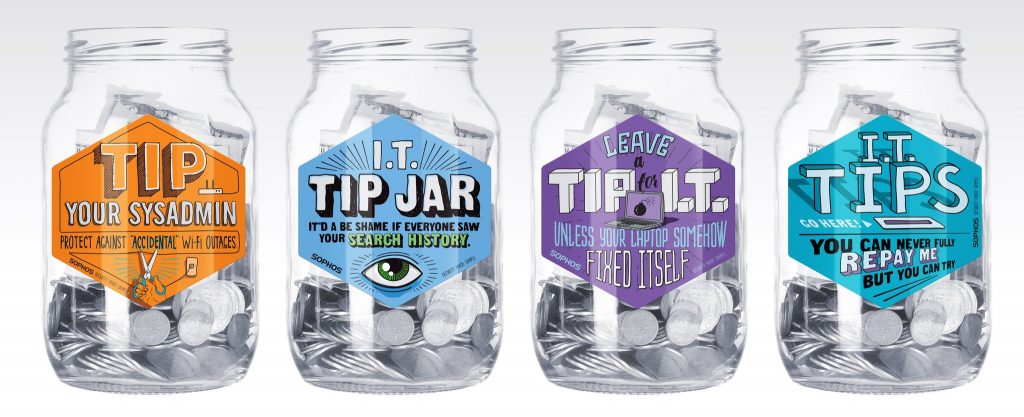 TIP
YOUR SYSADMIN
PROTECT AGAINST "ACCIDENTAL" Wi-Fi OUTAGES.
SOPHOS
I.T.
TIP JAR
IT'D A BE SHAME IF EVERYONE SAW
YOUR SEARCH HISTORY.
SOPHOS
LEAVE
a
TIP for I.T.
UNLESS YOUR LAPTOP SOMEHOW
FIXED ITSELF
SOPHOS
I.T.
TIPS
GO HERE!
YOU CAN NEVER FULLY
REPAY ME
BUT YOU CAN TRY
SOPHOS